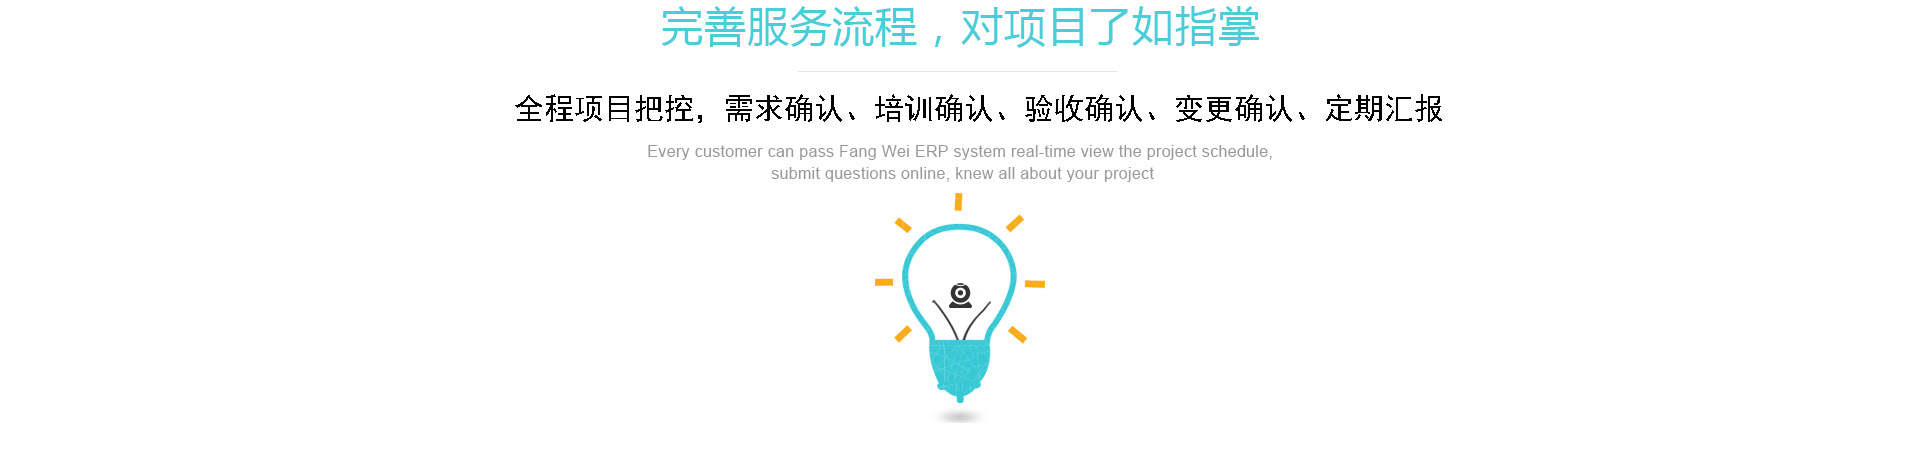 完善服务流程，对项目了如指掌
全程项目把控，需求确认、培训确认、验收确认、变更确认、定期汇报
Every customer can pass Fang Wei ERP system real-time view the project schedule,
submit questions online, knew all about your project